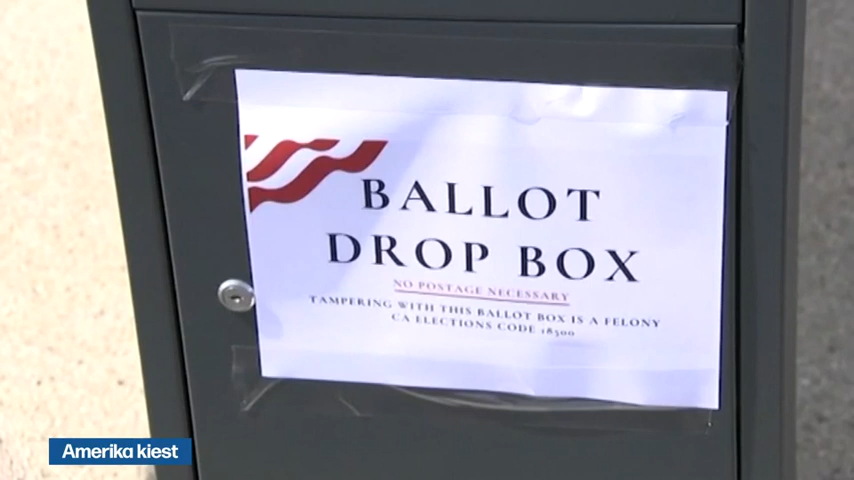 BALLOT
DROP BOX
NO POSTAGE NECESSARY
TAMPERING WITH THIS BALLOT BOX IS A FELONY
CA ELECTIONS CODE 18500
Amerika kiest